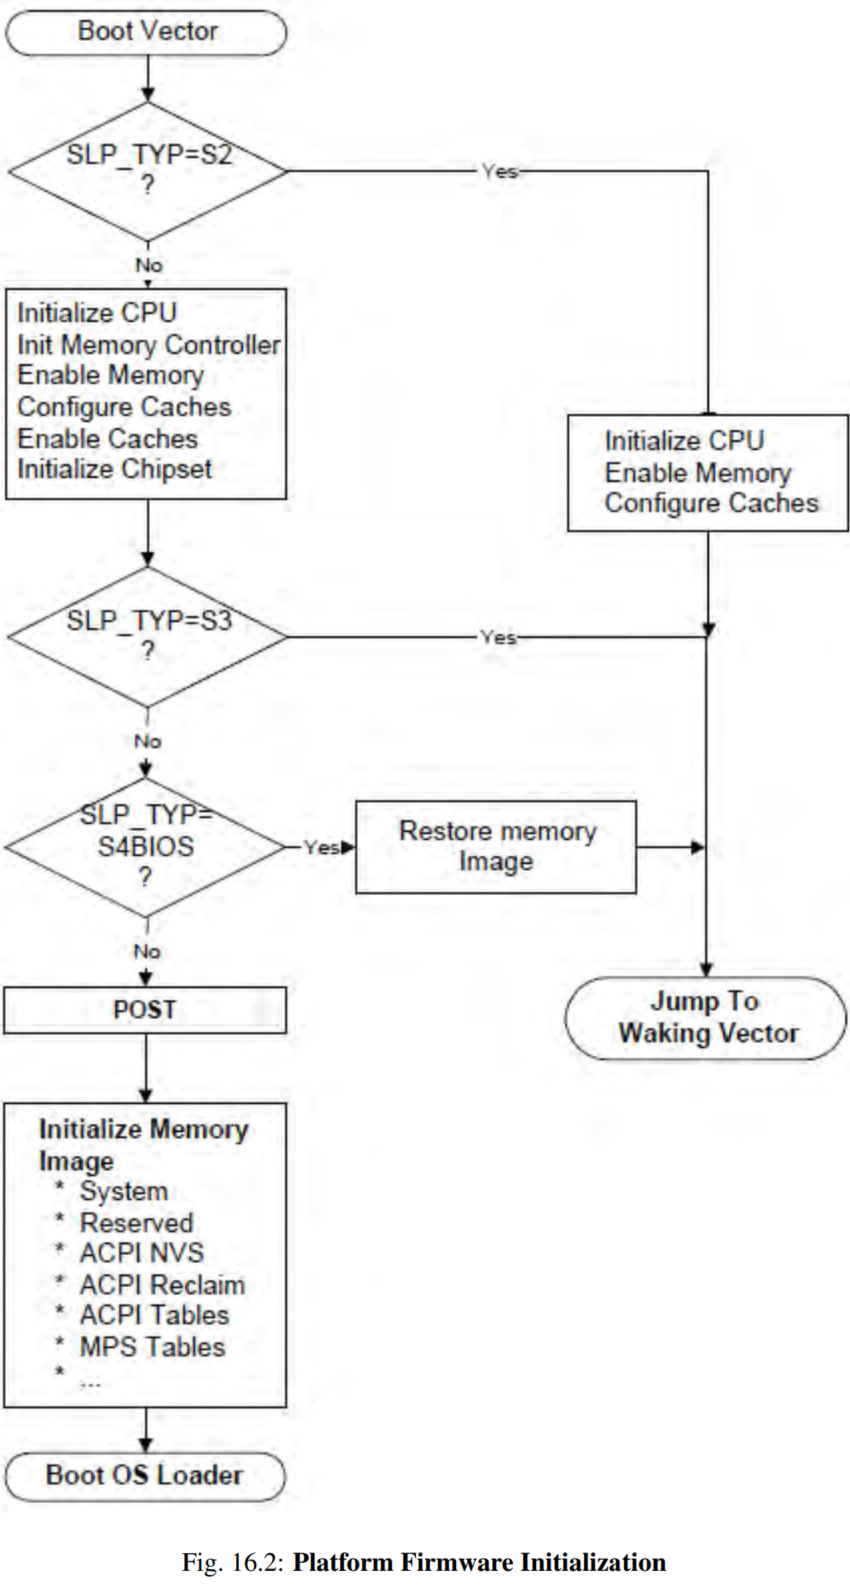 Boot Vector
SLP_TYP=S2
?
Yes
No
Initialize CPU
Init Memory Controller
Enable Memory
Configure Caches
Enable Caches
Initialize Chipset
Initialize CPU
Enable Memory
Configure Caches
SLP_TYP=S3
?
Yes
No
SLP_TYP=
S4BIOS
?
Yes
Restore memory
Image
No
POST
Jump To
Waking Vector
Initialize Memory
Image
* System
* Reserved
* ACPI NVS
* ACPI Reclaim
* ACPI Tables
* MPS Tables
* ...
Boot OS Loader
Fig. 16.2: Platform Firmware Initialization